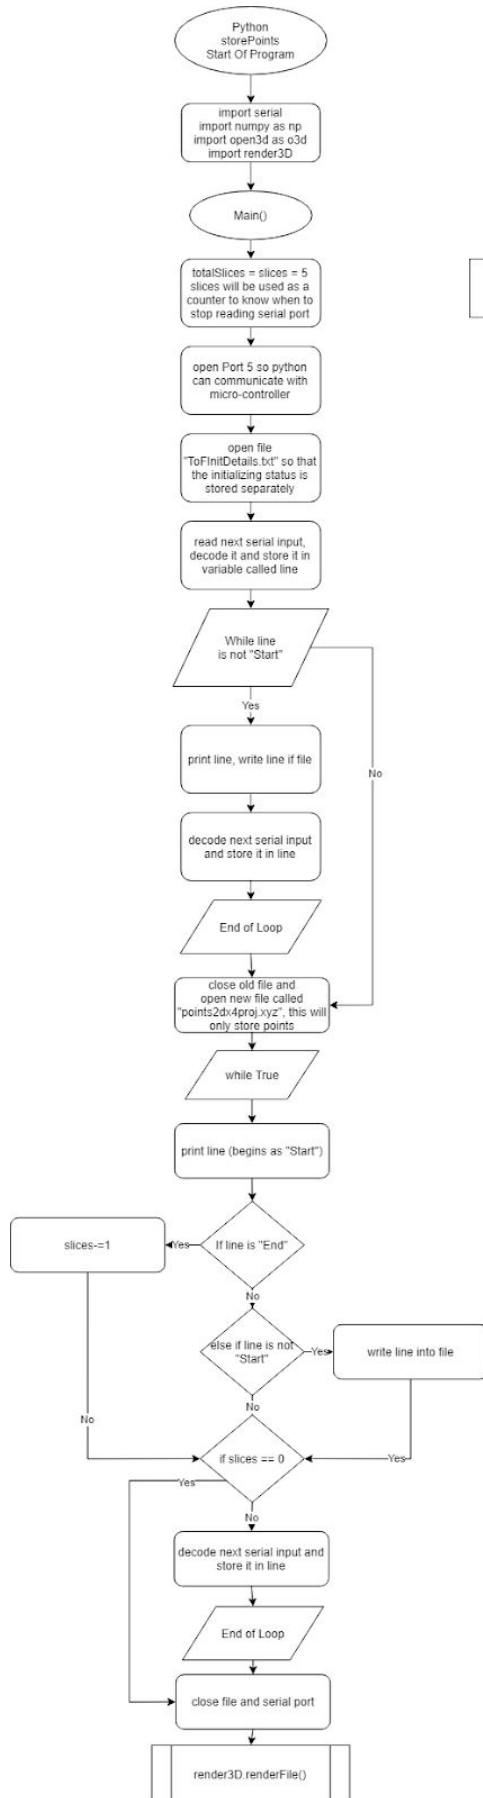 Python
storePoints
Start Of Program
import serial
import numpy as np
import open3d as o3d
import render3D
Main()
totalSlices = slices = 5
slices will be used as a
counter to know when to
stop reading serial port
open Port 5 so python
can communicate with
micro-controller
open file
"ToFInitDetails.txt" so that
the initializing status is
stored separately
read next serial input,
decode it and store it in
variable called line
While line
is not "Start"
Yes
No
print line, write line if file
decode next serial input
and store it in line
End of Loop
close old file and
open new file called
"points2dx4proj.xyz", this will
only store points
while True
print line (begins as "Start")
If line is "End"
Yes
slices-=1
No
else if line is not
"Start"
Yes
write line into file
No
No
Yes
if slices == 0
Yes
No
decode next serial input and
store it in line
End of Loop
close file and serial port
render3D.renderFile()